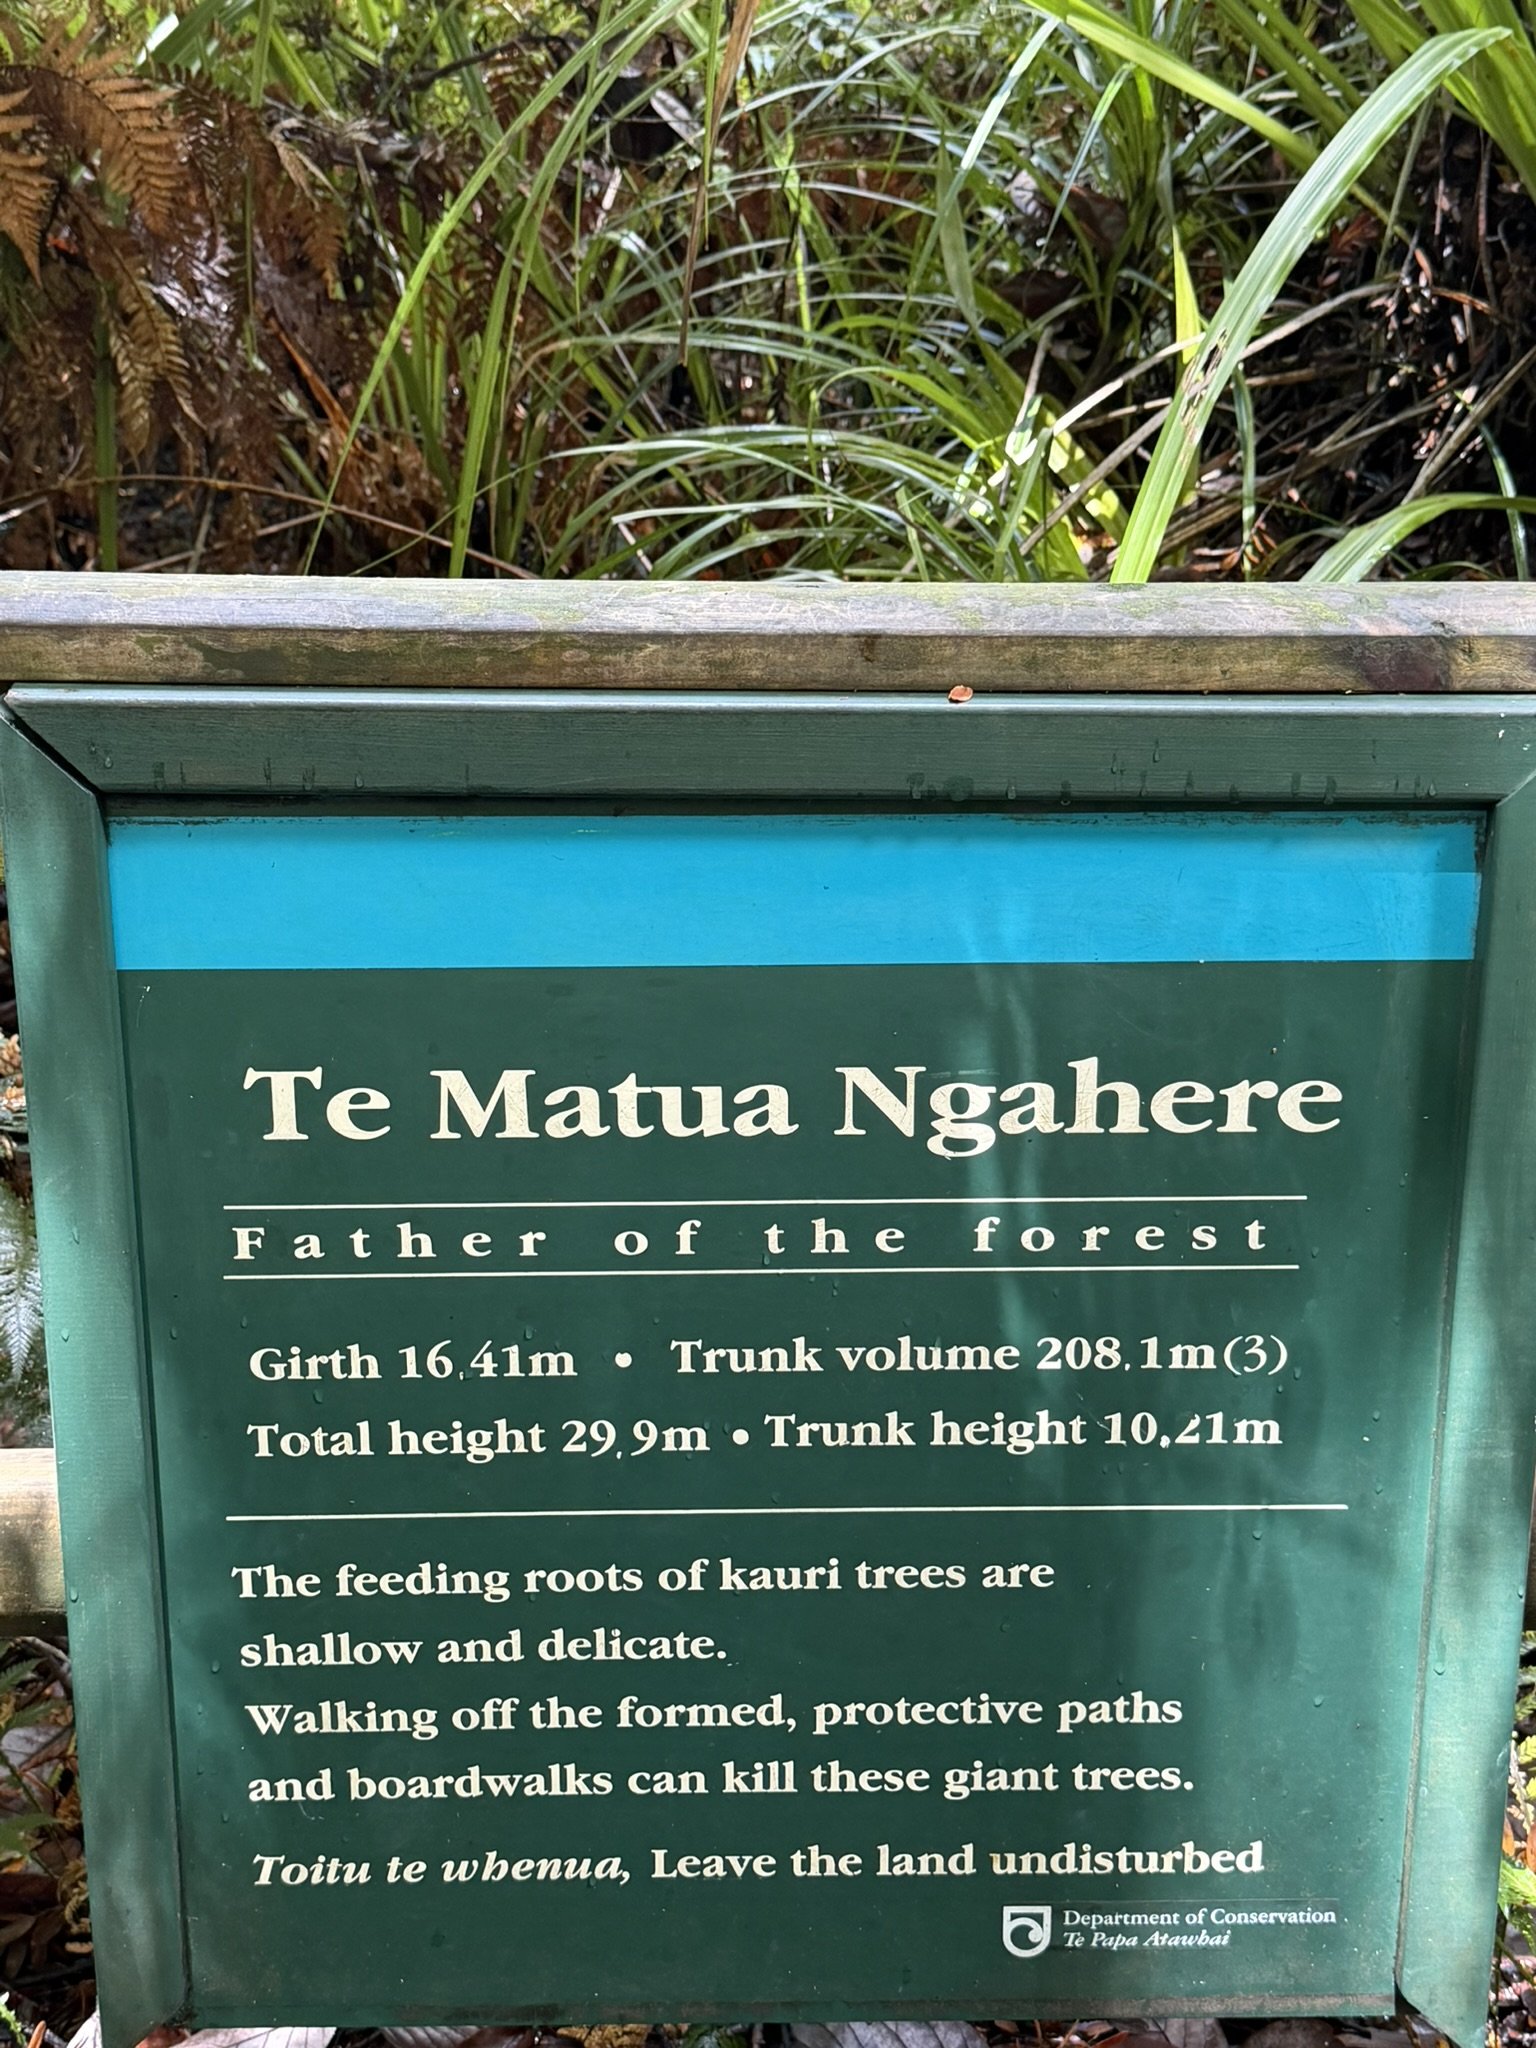 Te Matua Ngahere
Father of the forest
Girth 16.41m • Trunk volume 208.1m(3)
Total height 29.9m • Trunk height 10.21m
The feeding roots of kauri trees are
shallow and delicate.
Walking off the formed, protective paths
and boardwalks can kill these giant trees.
Toitu te whenua, Leave the land undisturbed
Department of Conservation
Te Papa Atawhai